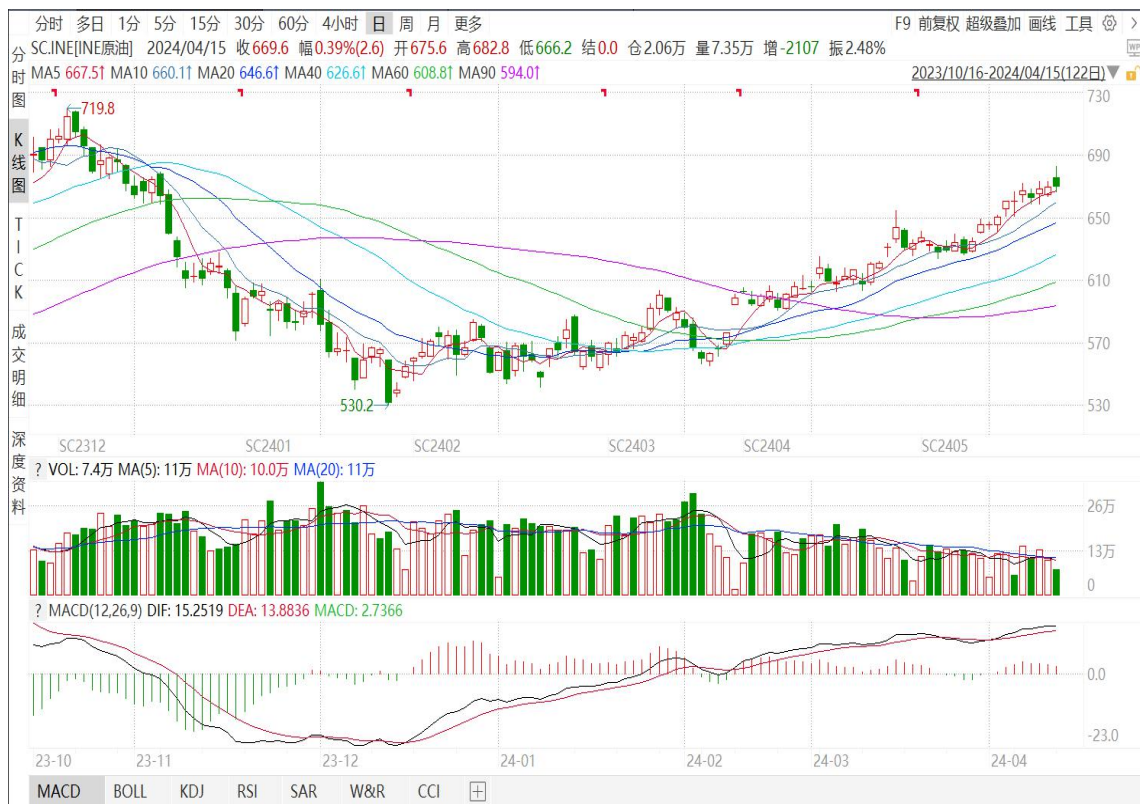 分时 多日 1分 5分 15分 30分 60分 4小时 日 周 月 更多 F9 前复权 超级叠加 画线 工具
SC.INE[INE原油] 2024/04/15 收669.6 幅0.39%(2.6) 开675.6 高682.8 低666.2 结0.0 仓2.06万 量7.35万 增-2107 振2.48%
MA5 667.5↑ MA10 660.1↑ MA20 646.6↑ MA40 626.6↑ MA60 608.8↑ MA90 594.0↑ 2023/10/16-2024/04/15(122日)▼
分时图
K线图
TICK
成交明细
深度资料
719.8
530.2
730
690
650
610
570
530
SC2312 SC2401 SC2402 SC2403 SC2404 SC2405
? VOL: 7.4万 MA(5): 11万 MA(10): 10.0万 MA(20): 11万
26万
13万
0
? MACD(12,26,9) DIF: 15.2519 DEA: 13.8836 MACD: 2.7366
0.0
-23.0
23-10 23-11 23-12 24-01 24-02 24-03 24-04
MACD BOLL KDJ RSI SAR W&R CCI